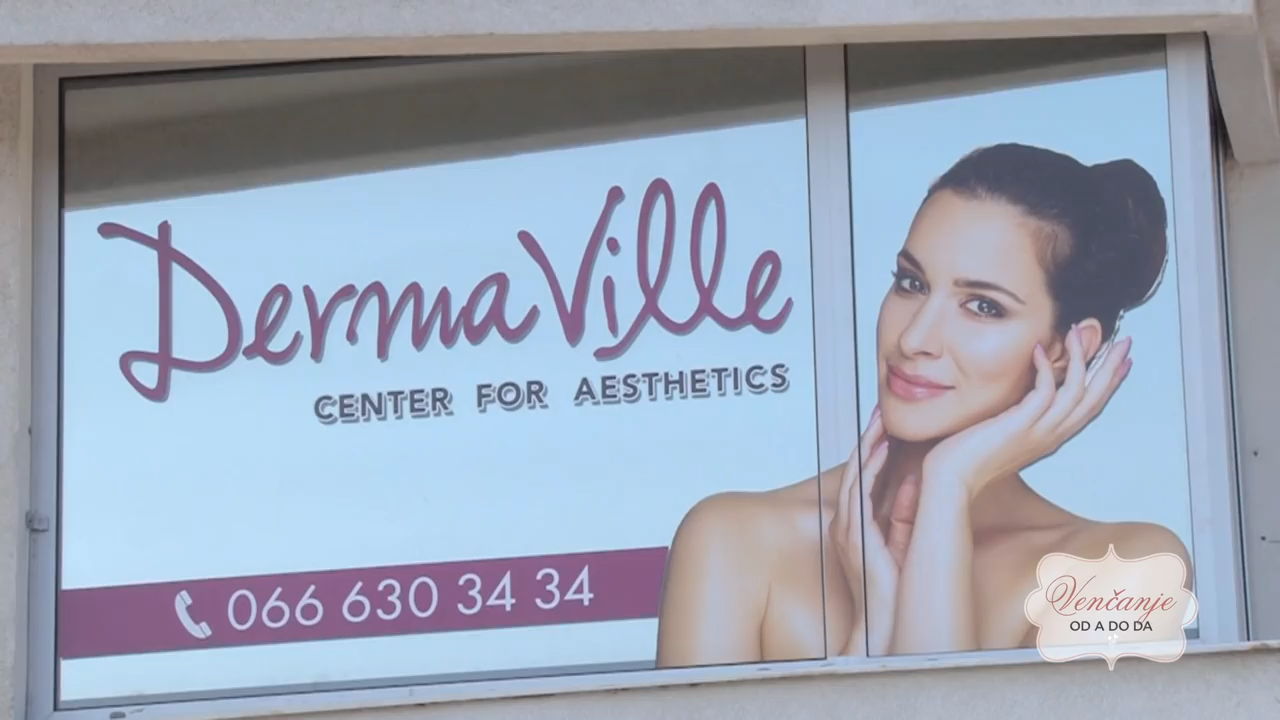 DermaVille
CENTER FOR AESTHETICS
066 630 34 34
Venčanje
OD A DO DA